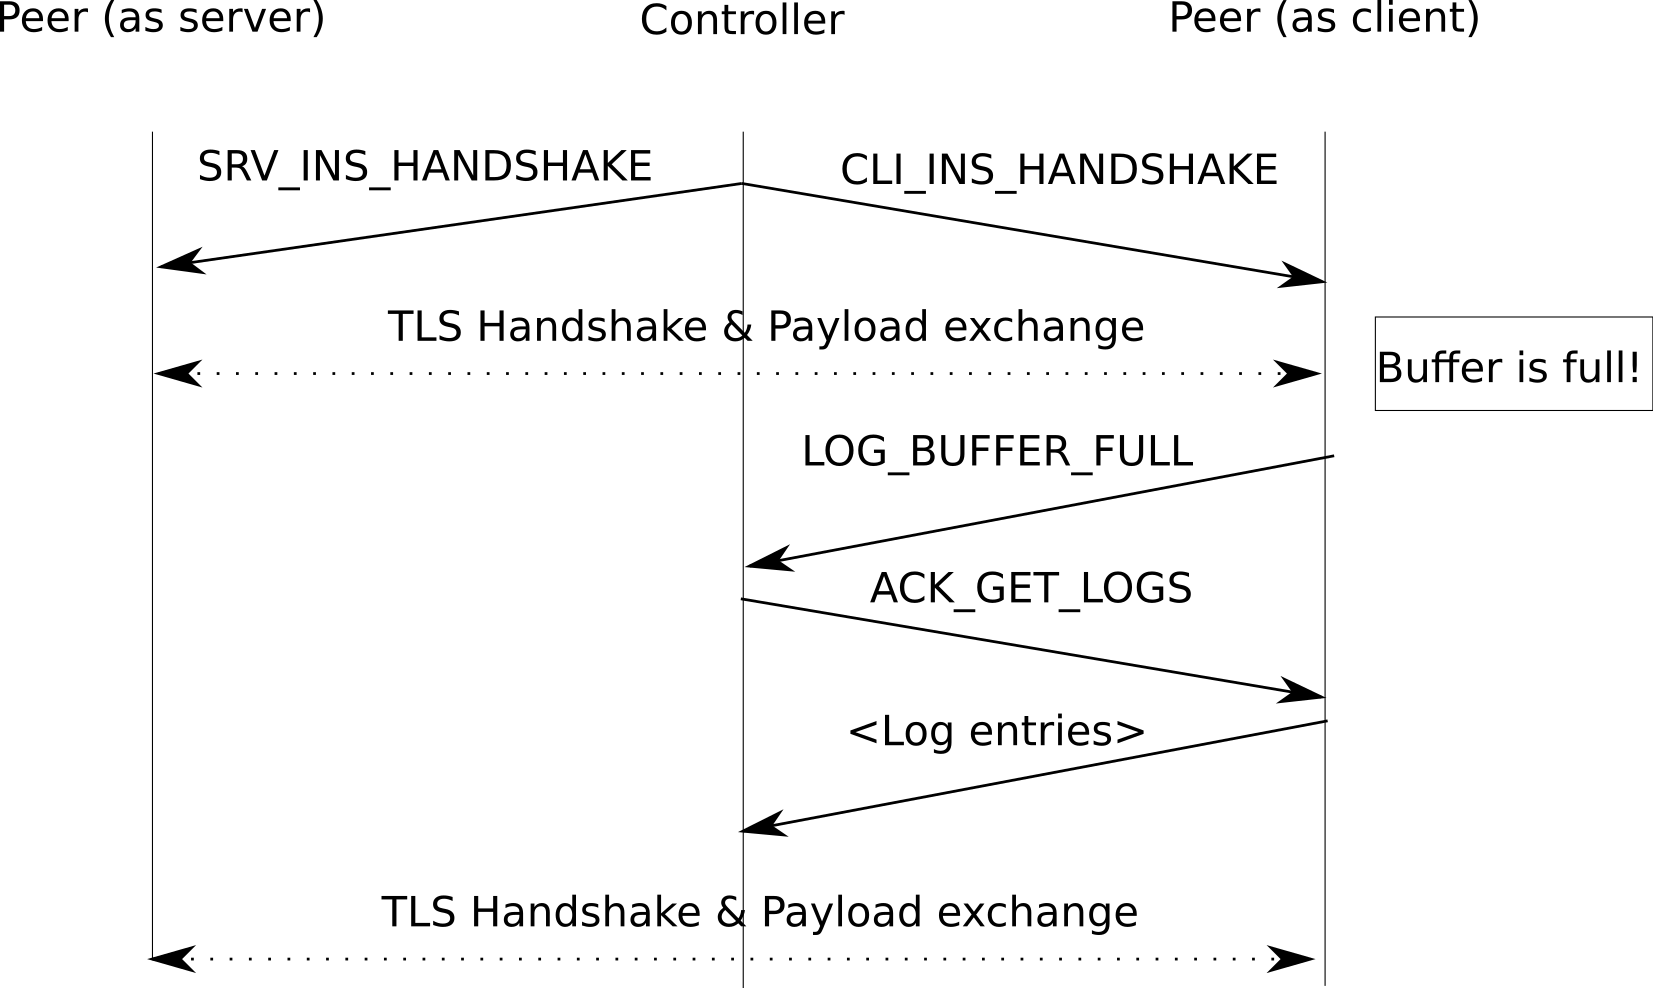 Peer (as server)
Controller
Peer (as client)
SRV_INS_HANDSHAKE
CLI_INS_HANDSHAKE
TLS Handshake & Payload exchange
Buffer is full!
LOG_BUFFER_FULL
ACK_GET_LOGS
<Log entries>
TLS Handshake & Payload exchange